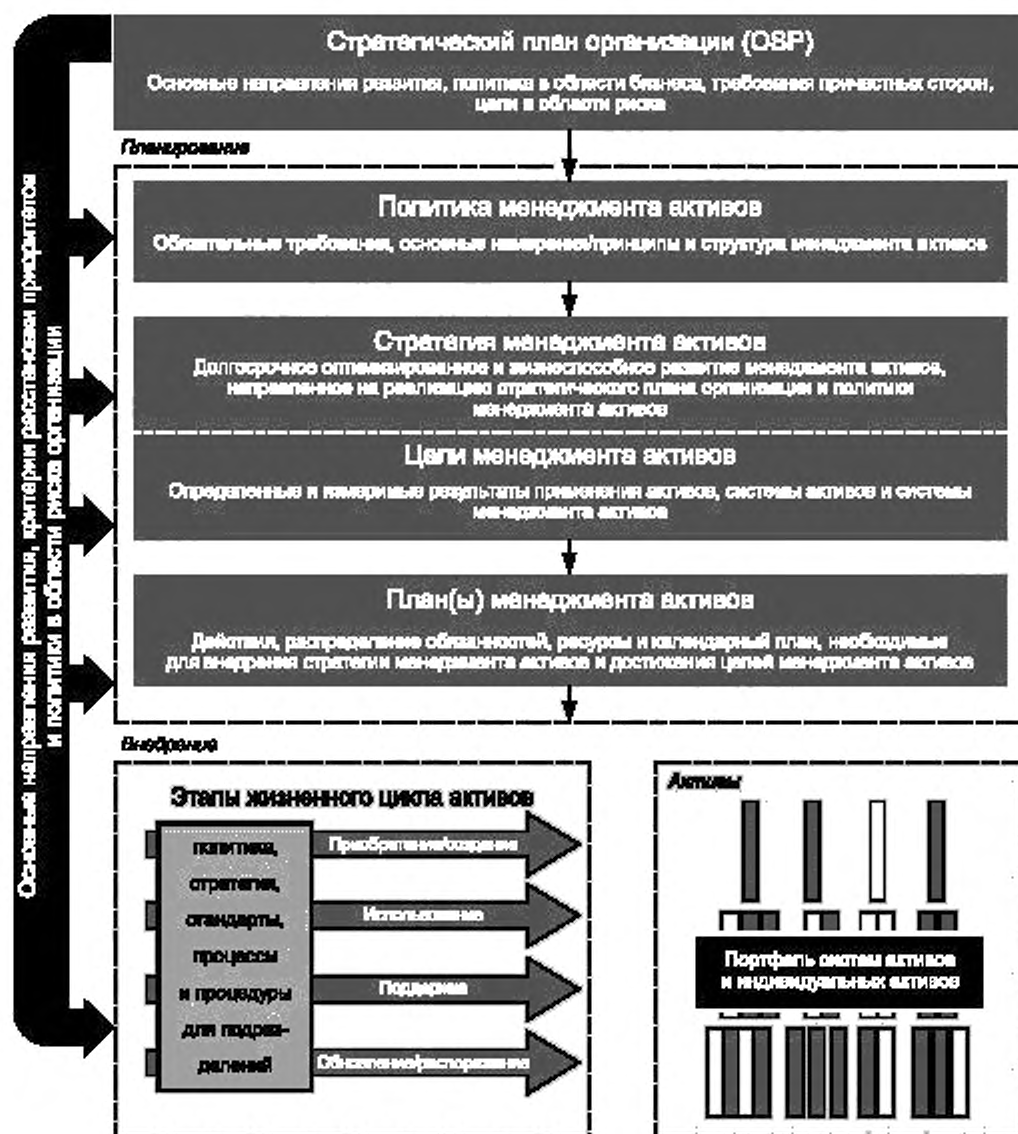 Стратегический план организации (OSP)
Основные направления развития, политика в области бизнеса, требования причастных сторон,
цели в области риска
Планирование
Политика менеджмента активов
Обязательные требования, основные намерения/принципы и структура менеджмента активов
Стратегия менеджмента активов
Долгосрочное оптимизированное и жизнеспособное развитие менеджмента активов,
направленное на реализацию стратегического плана организации и политики
менеджмента активов
Цели менеджмента активов
Определенные и измеримые результаты применения активов, системы активов и системы
менеджмента активов
План(ы) менеджмента активов
Действия, распределение обязанностей, ресурсы и календарный план, необходимые
для внедрения стратегии менеджмента активов и достижения целей менеджмента активов
Основные направления развития, критерии расстановки приоритетов
и политики в области риска организации
Внедрение
Этапы жизненного цикла активов
политика,
стратегия,
стандарты,
процессы
и процедуры
для подраз-
делений
Приобретение/создание
Использование
Поддержка
Обновление/распоряжение
Активы
Портфель систем активов
и индивидуальных активов